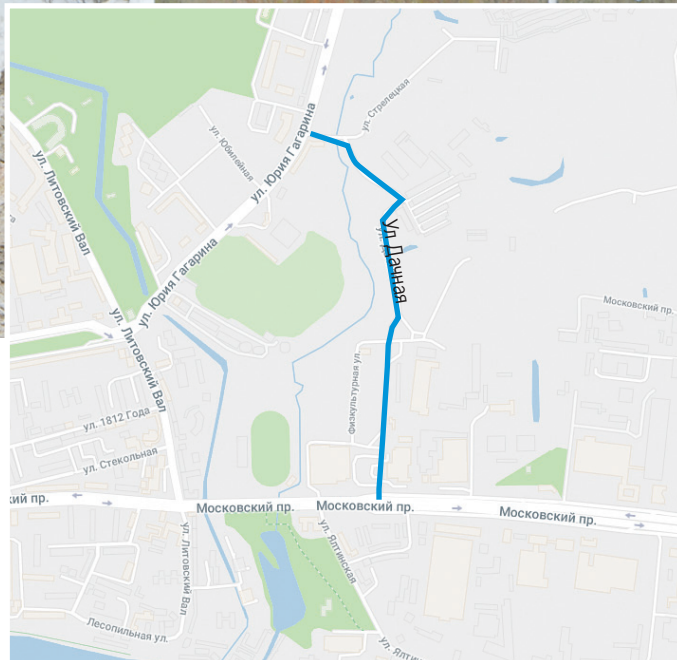 ул. Стрелецкая
ул. Юрия Гагарина
ул. Юбилейная
ул. Литовский Вал
ул. Юрия Гагарина
Ул Дачная
Московский пр.
ул. Литовский Вал
Физкультурная ул.
ул. 1812 Года
ул. Стекольная
ский пр.
Московский пр.
Московский пр.
Московский пр.
ул. Ялтинская
ул. Литовский Вал
Лесопильная ул.
ул. Ялтин